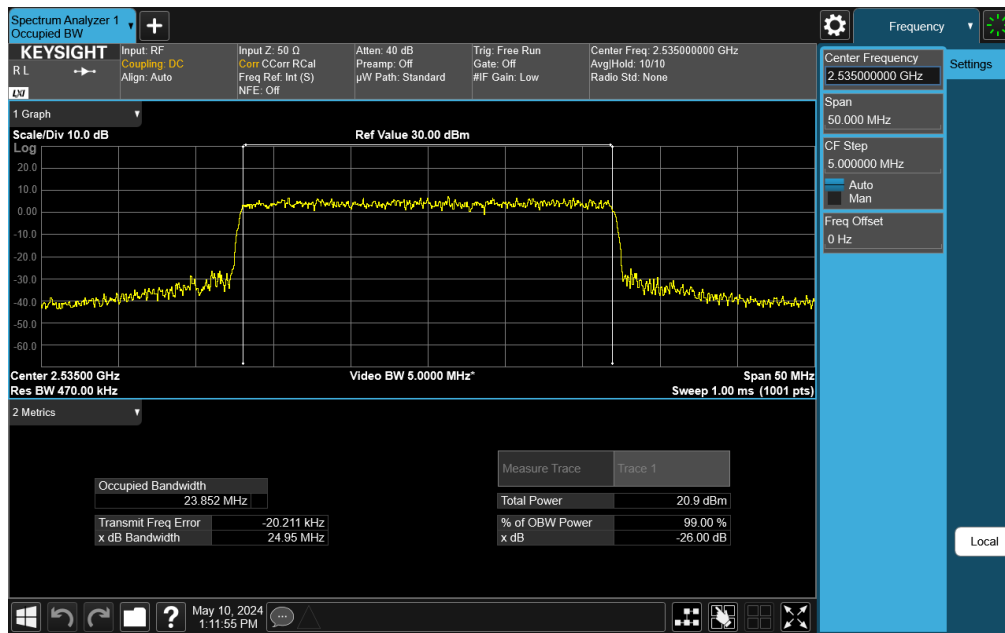 Spectrum Analyzer 1
Occupied BW
Frequency
KEYSIGHT
R L
LXI
Input: RF
Coupling: DC
Align: Auto
Input Z: 50 Ω
Corr CCorr RCal
Freq Ref: Int (S)
NFE: Off
Atten: 40 dB
Preamp: Off
µW Path: Standard
Trig: Free Run
Gate: Off
#IF Gain: Low
Center Freq: 2.535000000 GHz
Avg|Hold: 10/10
Radio Std: None
Center Frequency
2.535000000 GHz
Settings
Span
50.000 MHz
CF Step
5.000000 MHz
Auto
Man
Freq Offset
0 Hz
Local
1 Graph
Scale/Div 10.0 dB
Ref Value 30.00 dBm
Log
20.0
10.0
0.00
-10.0
-20.0
-30.0
-40.0
-50.0
-60.0
Center 2.53500 GHz
Video BW 5.0000 MHz*
Span 50 MHz
Res BW 470.00 kHz
Sweep 1.00 ms (1001 pts)
2 Metrics
Measure Trace
Trace 1
Occupied Bandwidth
23.852 MHz
Total Power
20.9 dBm
Transmit Freq Error
-20.211 kHz
% of OBW Power
99.00 %
x dB Bandwidth
24.95 MHz
x dB
-26.00 dB
?
May 10, 2024
1:11:55 PM